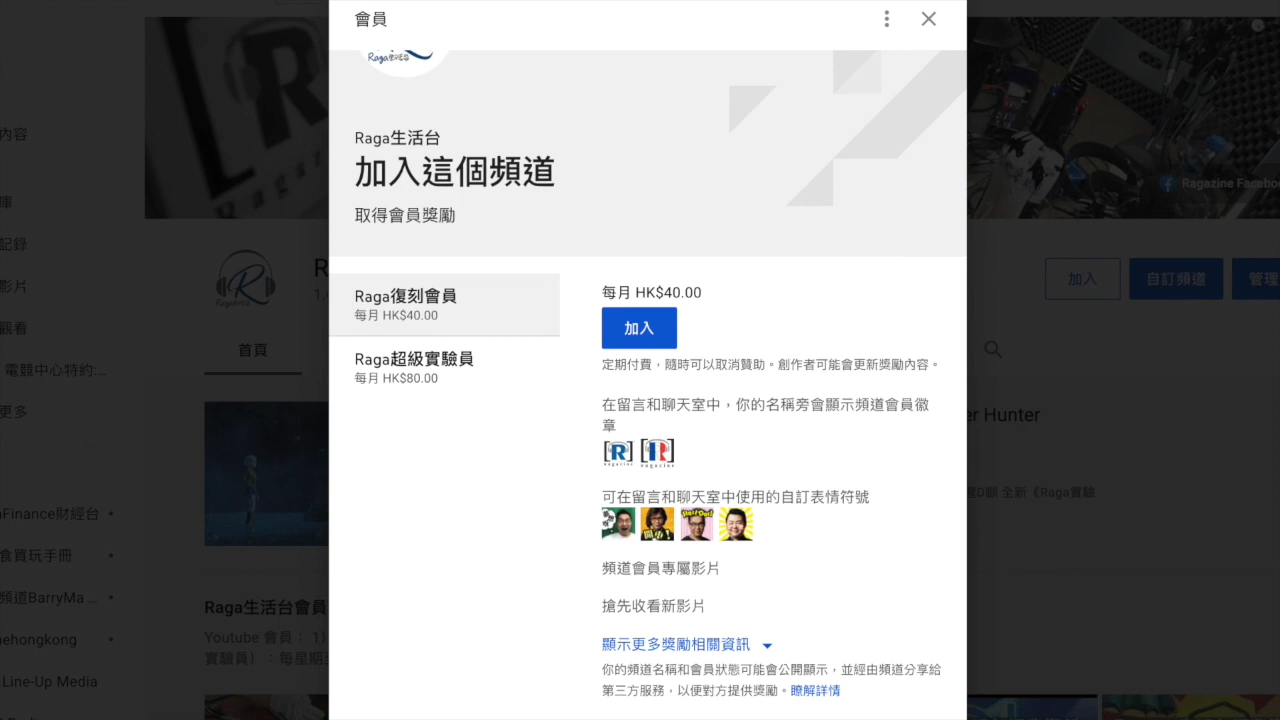 會員
Raga生活台
Raga生活台
加入這個頻道
取得會員獎勵
Raga復刻會員
每月 HK$40.00
Raga超級實驗員
每月 HK$80.00
每月 HK$40.00
加入
定期付費，隨時可以取消贊助。創作者可能會更新獎勵內容。
在留言和聊天室中，你的名稱旁會顯示頻道會員徽
章
可在留言和聊天室中使用的自訂表情符號
頻道會員專屬影片
搶先收看新影片
顯示更多獎勵相關資訊
你的頻道名稱和會員狀態可能會公開顯示，並經由頻道分享給
第三方服務，以便對方提供獎勵。瞭解詳情
內容
庫
記錄
影片
觀看
電競中心特約:...
更多
Finance財經台
食買玩手冊
頻道BarryMa ...
ehongkong
Line-Up Media
Ragazine Facebo
加入
自訂頻道
管理
首頁
er Hunter
全新《Raga實驗
Raga生活台會員
Youtube 會員： 1)
實驗員）：每星期